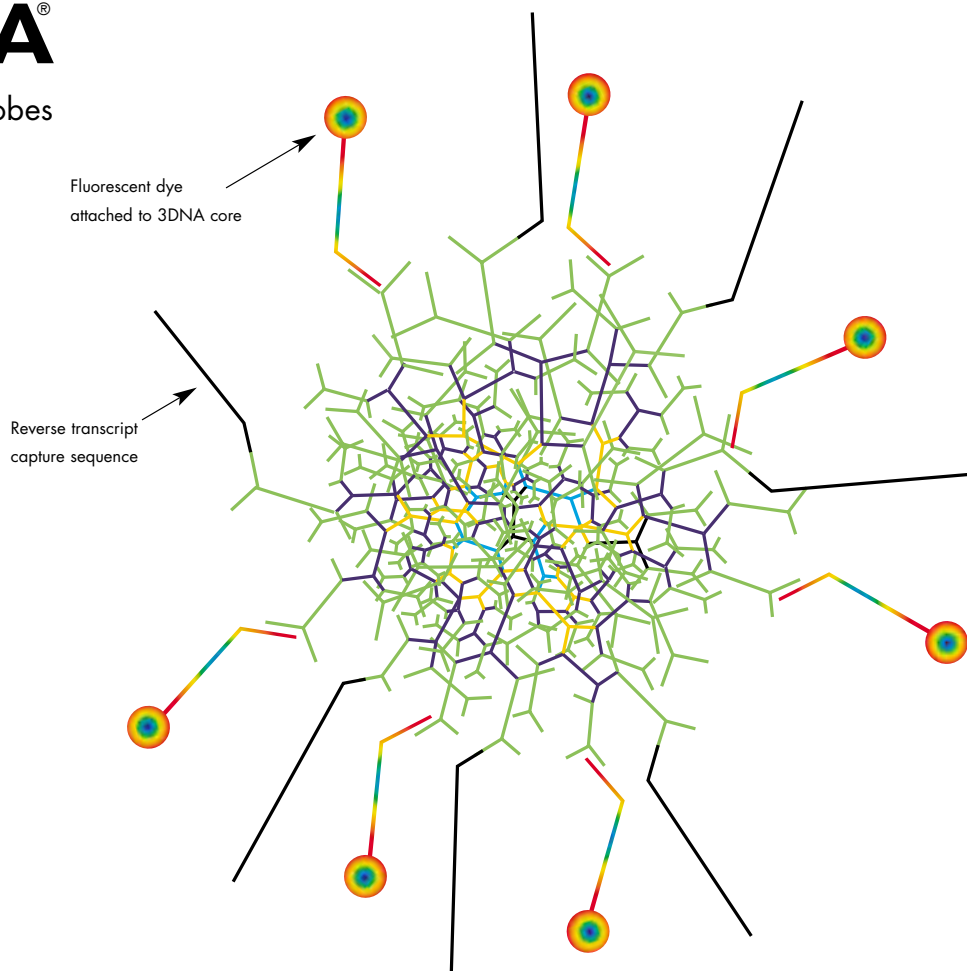 A®
obes
Fluorescent dye
attached to 3DNA core
Reverse transcript
capture sequence